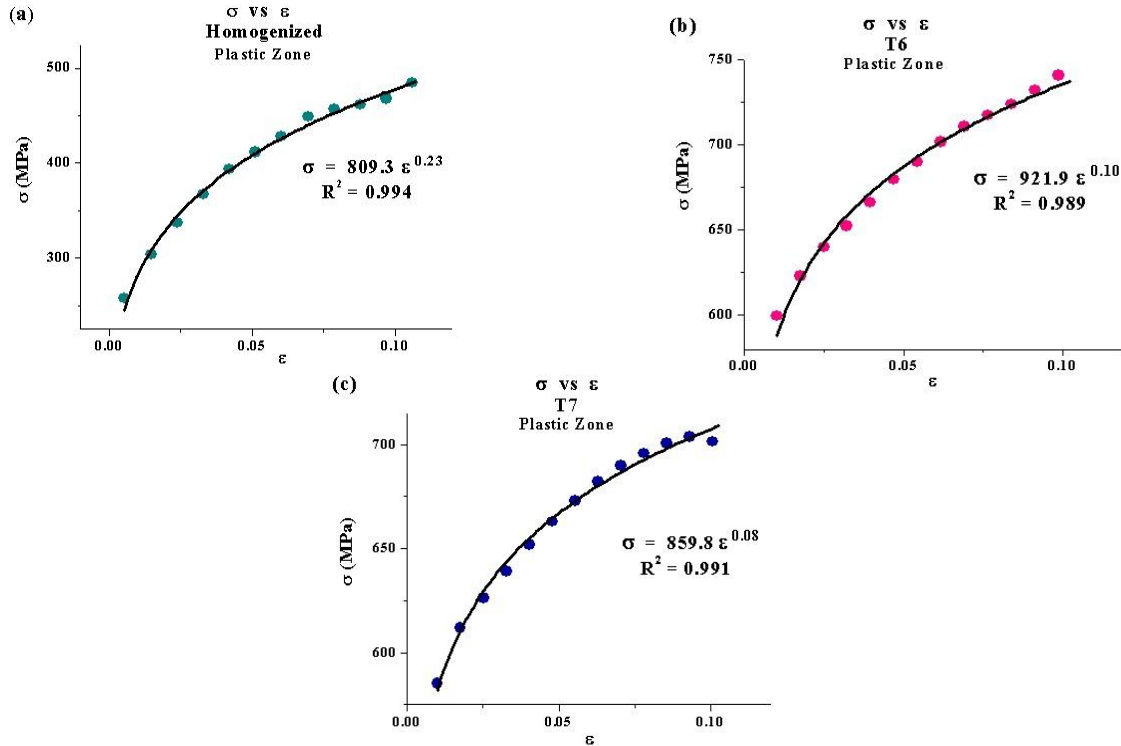 (a)
σ vs ε
Homogenized
Plastic Zone
500
400
300
σ (MPa)
σ = 809.3 ε^0.23
R² = 0.994
0.00 0.05 0.10
ε
(b)
σ vs ε
T6
Plastic Zone
750
700
650
600
σ (MPa)
σ = 921.9 ε^0.10
R² = 0.989
0.00 0.05 0.10
ε
(c)
σ vs ε
T7
Plastic Zone
700
650
600
σ (MPa)
σ = 859.8 ε^0.08
R² = 0.991
0.00 0.05 0.10
ε